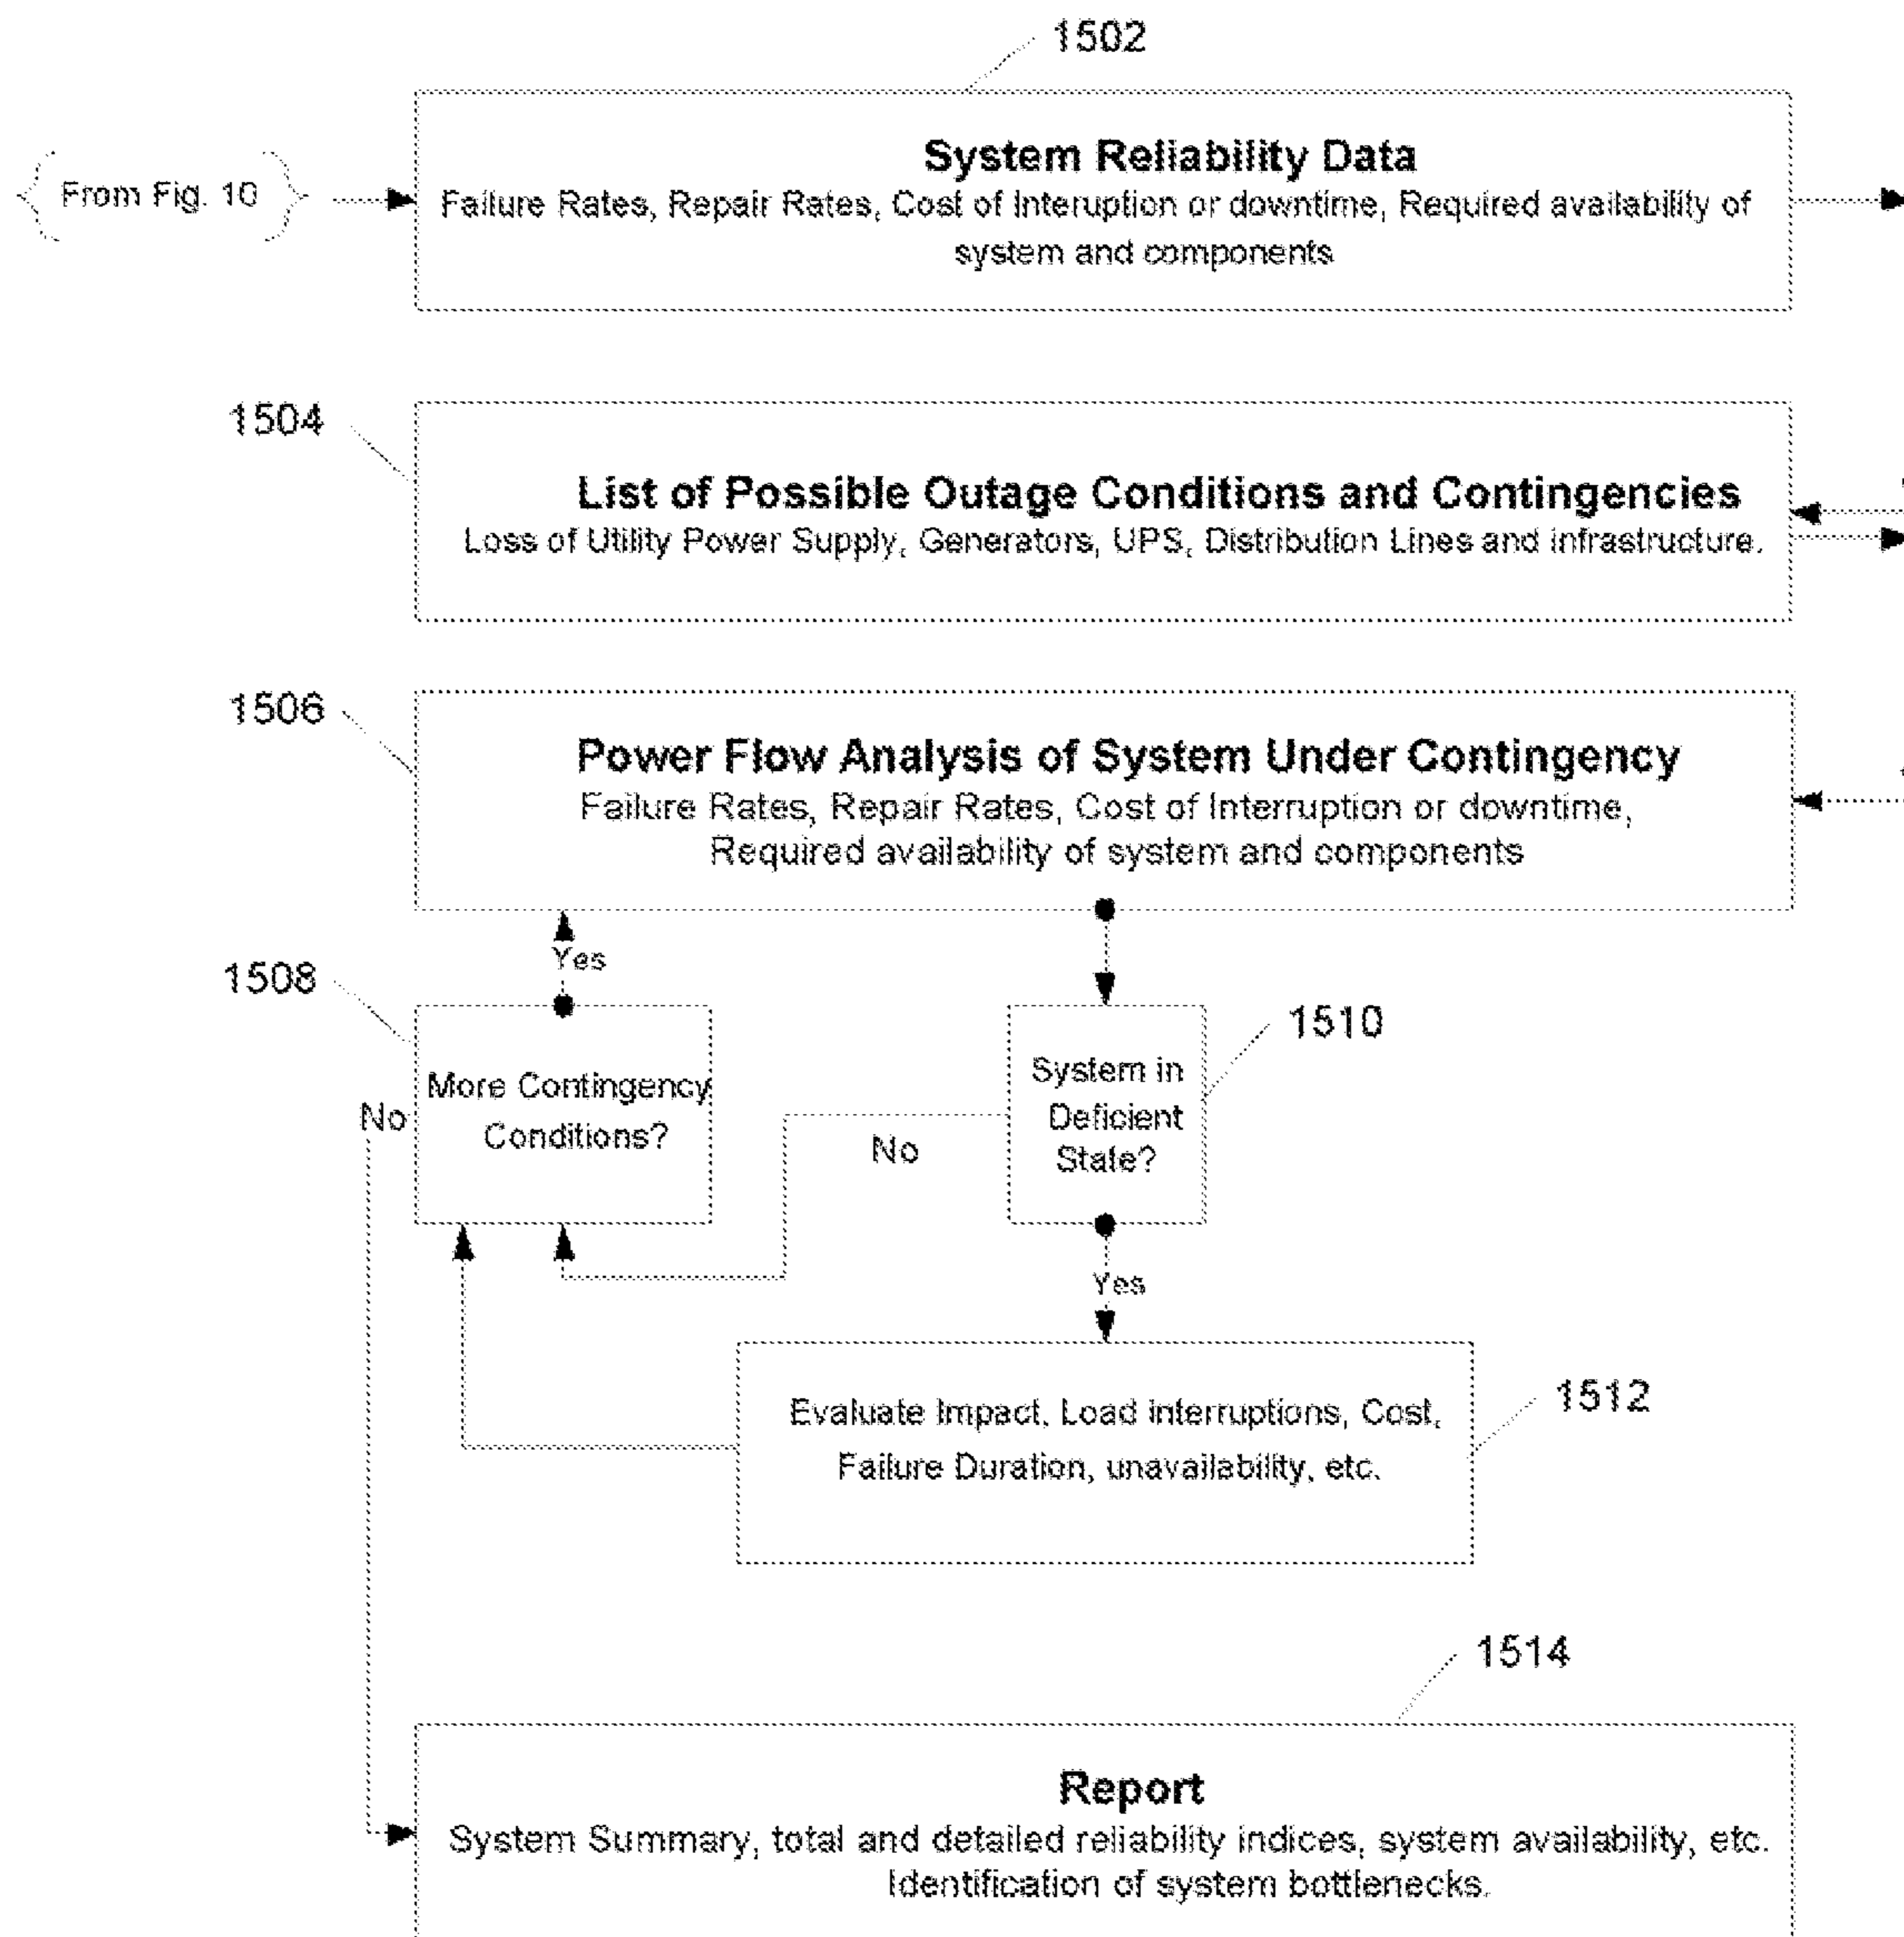 1502
System Reliability Data
From Fig. 10
Failure Rates, Repair Rates, Cost of Interuption or downtime, Required availability of
system and components
1504
List of Possible Outage Conditions and Contingencies
Loss of Utility Power Supply, Generators, UPS, Distribution Lines and infrastructure.
1506
Power Flow Analysis of System Under Contingency
Failure Rates, Repair Rates, Cost of Interruption or downtime,
Required availability of system and components
Yes
1508
More Contingency
Conditions?
No
1510
System in
Deficient
State?
No
Yes
1512
Evaluate Impact, Load interruptions, Cost,
Failure Duration, unavailability, etc.
1514
Report
System Summary, total and detailed reliability indices, system availability, etc.
Identification of system bottlenecks.